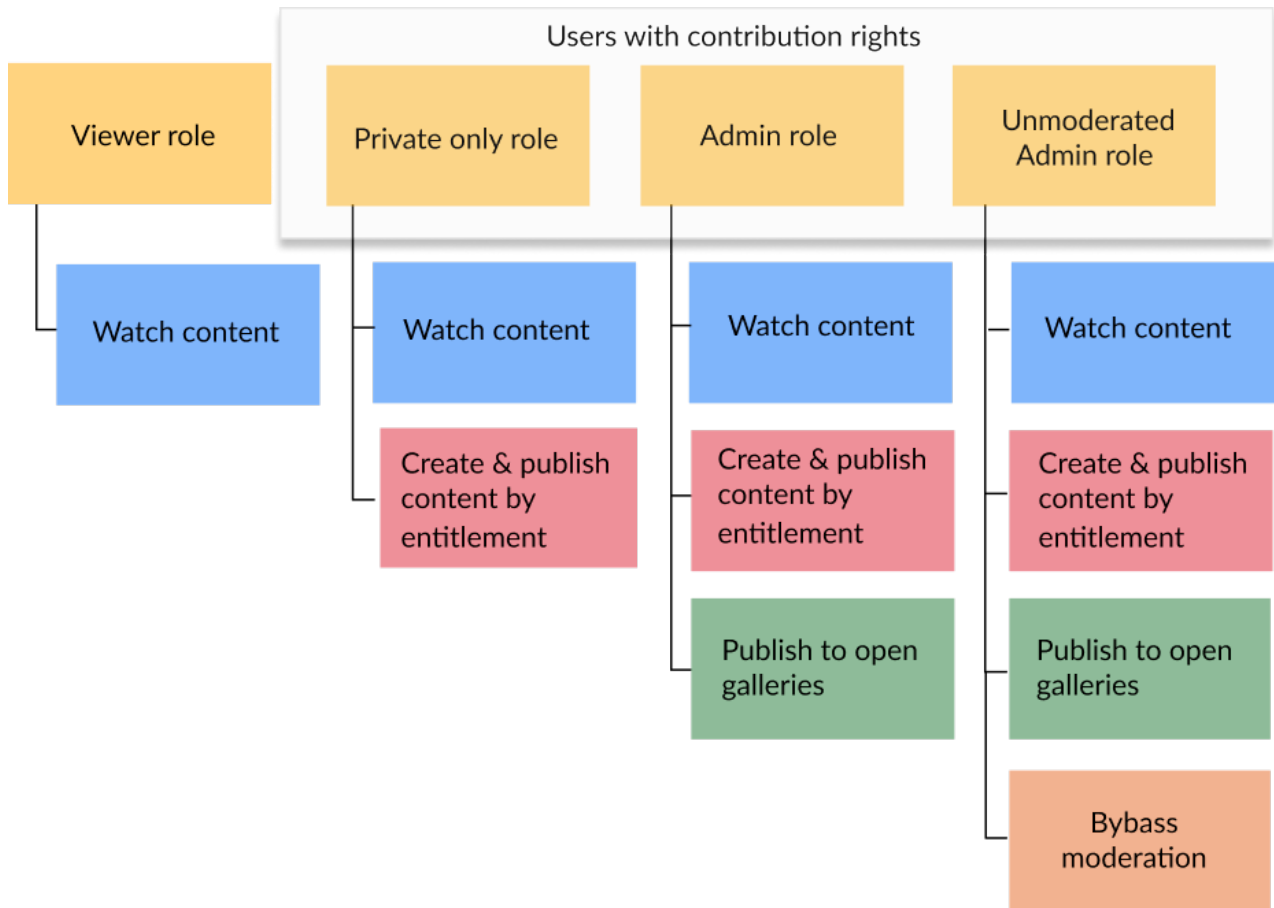 Users with contribution rights
Viewer role
Private only role
Admin role
Unmoderated
Admin role
Watch content
Watch content
Watch content
Watch content
Create & publish
content by
entitlement
Create & publish
content by
entitlement
Create & publish
content by
entitlement
Publish to open
galleries
Publish to open
galleries
Bybass
moderation